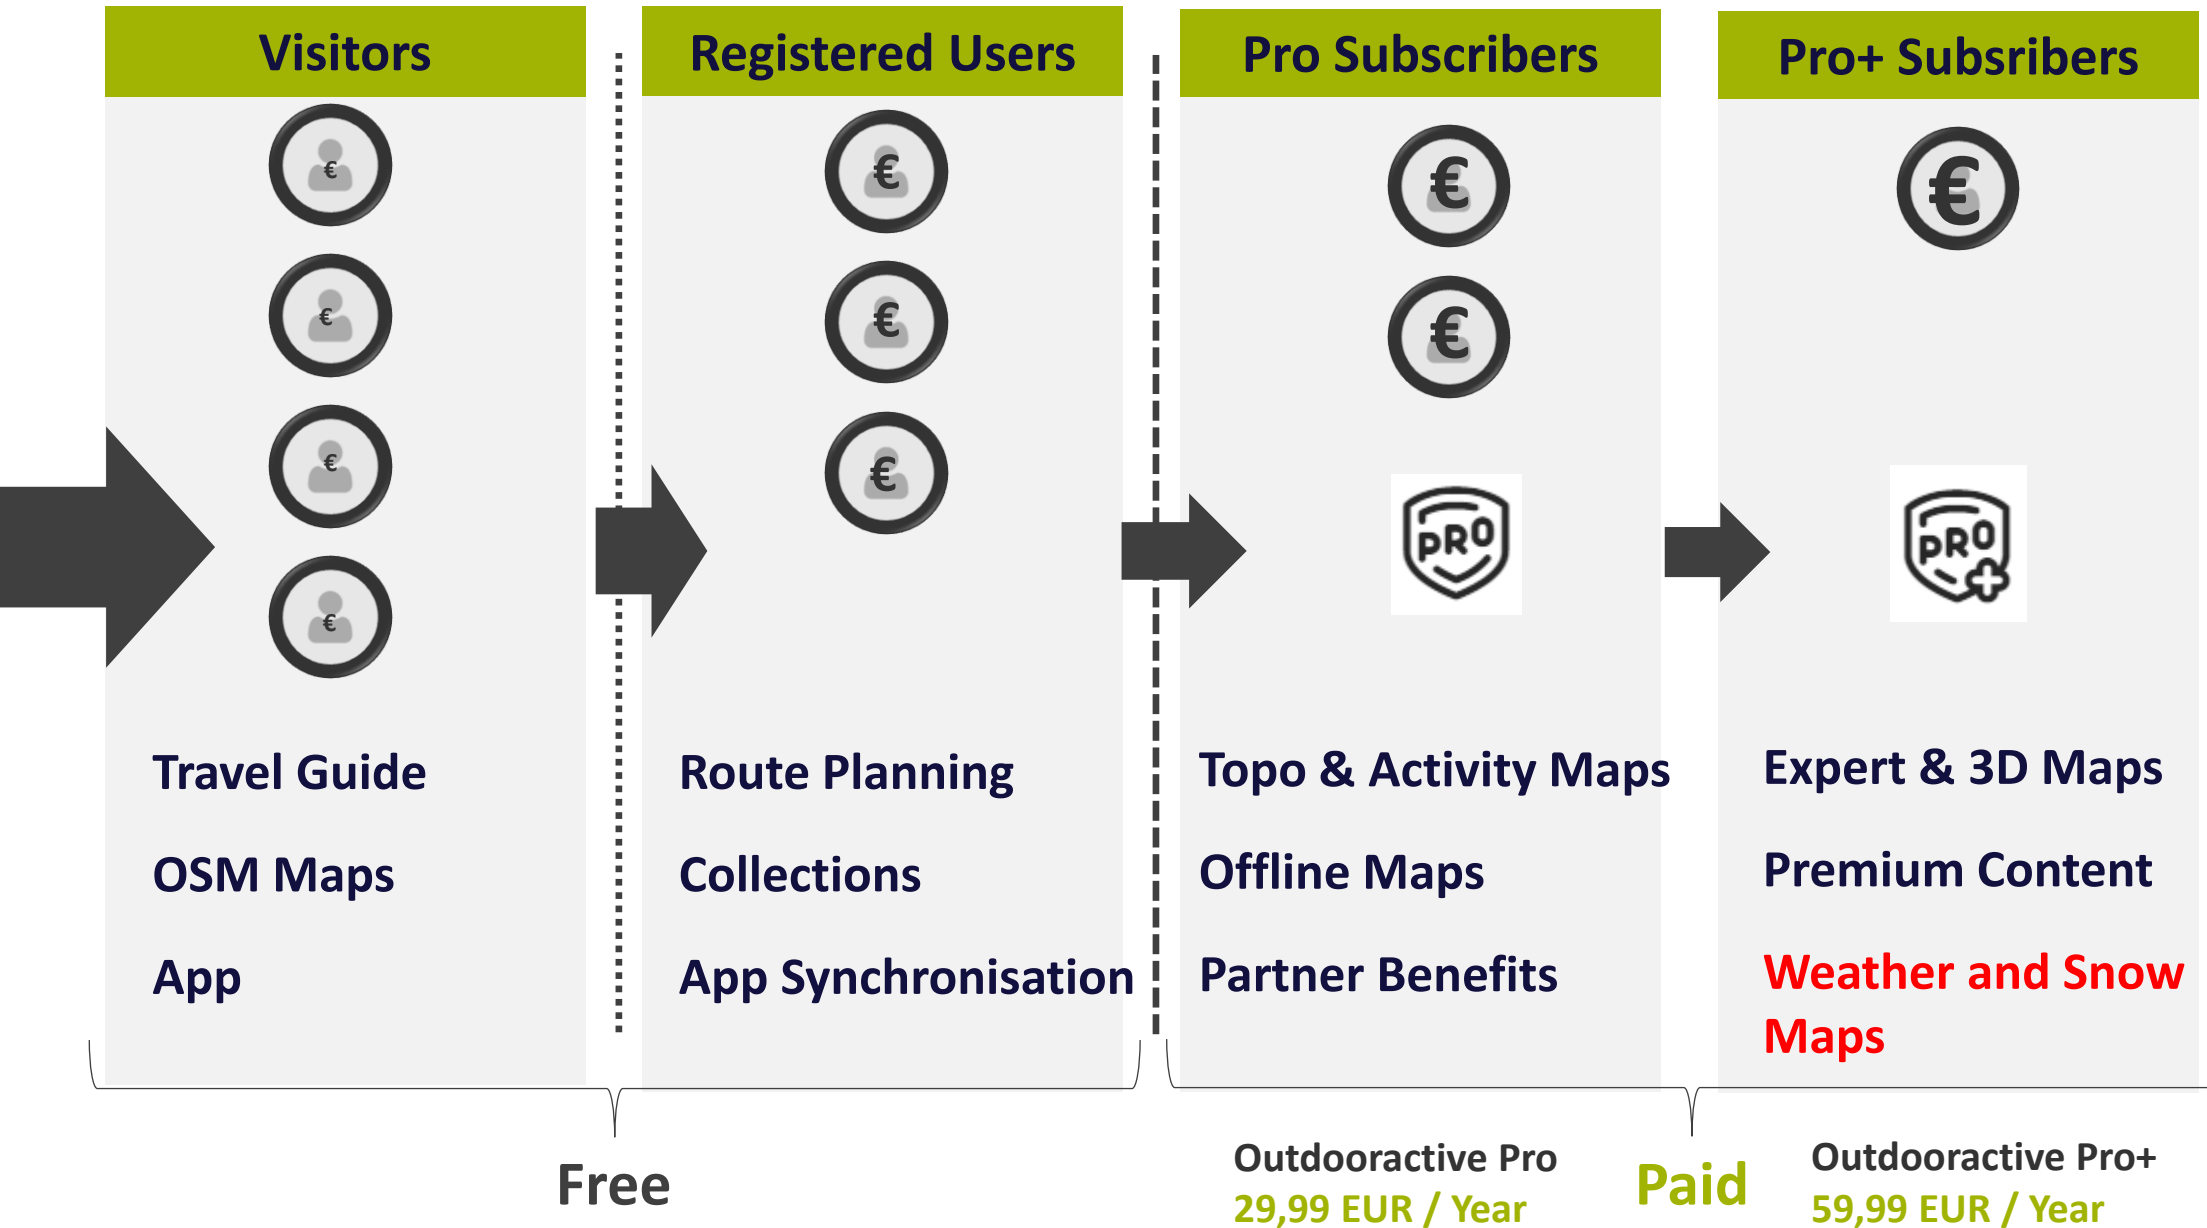 Visitors
Registered Users
Pro Subscribers
Pro+ Subsribers
€
€
€
€
€
€
€
€
€
€
PRO
PRO
Travel Guide
OSM Maps
App
Route Planning
Collections
App Synchronisation
Topo & Activity Maps
Offline Maps
Partner Benefits
Expert & 3D Maps
Premium Content
Weather and Snow
Maps
Free
Outdooractive Pro
29,99 EUR / Year
Paid
Outdooractive Pro+
59,99 EUR / Year